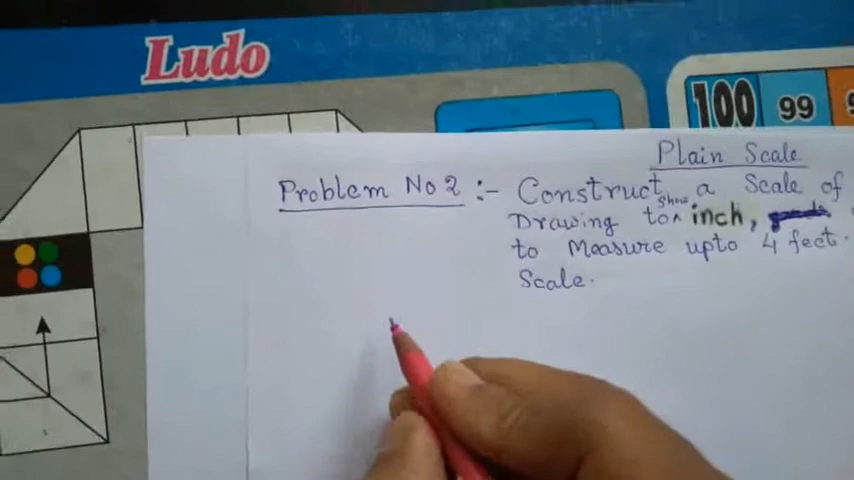 Ludo
100 99
Plain Scale
Problem No 2 :- Construct a Scale of
Drawing to show inch,
to Measure upto 4 feet.
Scale.